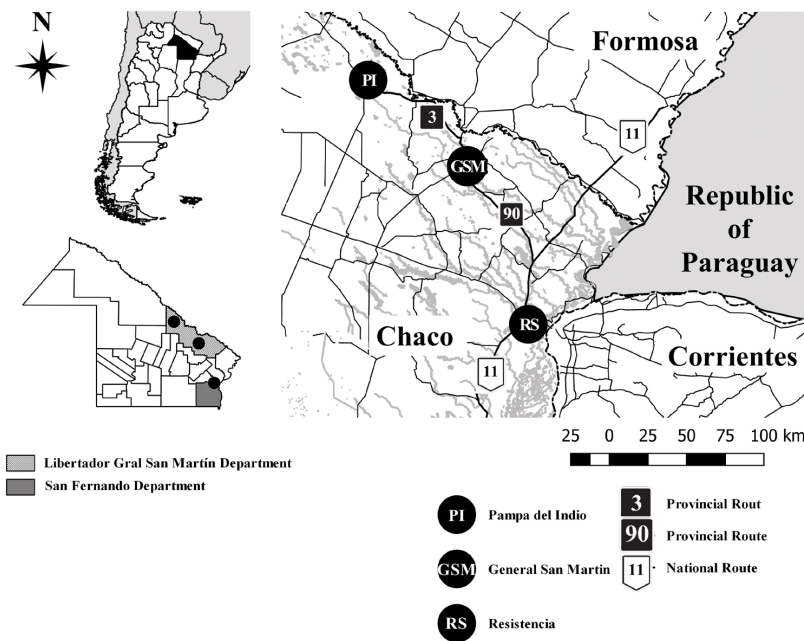 N
Formosa
PI
3
11
GSM
90
Republic
of
Paraguay
RS
Chaco
Corrientes
11
25 0 25 50 75 100 km
Libertador Gral San Martín Department
San Fernando Department
PI Pampa del Indio
GSM General San Martin
RS Resistencia
3 Provincial Rout
90 Provincial Route
11 National Route